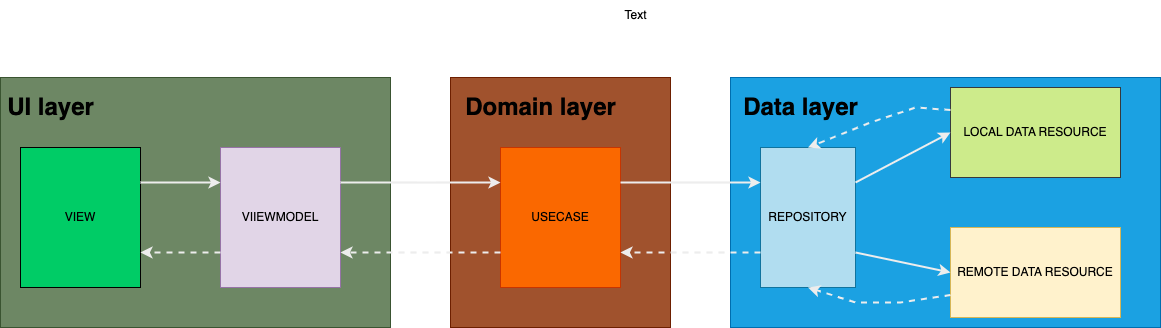 Text
UI layer
Domain layer
Data layer
LOCAL DATA RESOURCE
VIEW
VIIEWMODEL
USECASE
REPOSITORY
REMOTE DATA RESOURCE